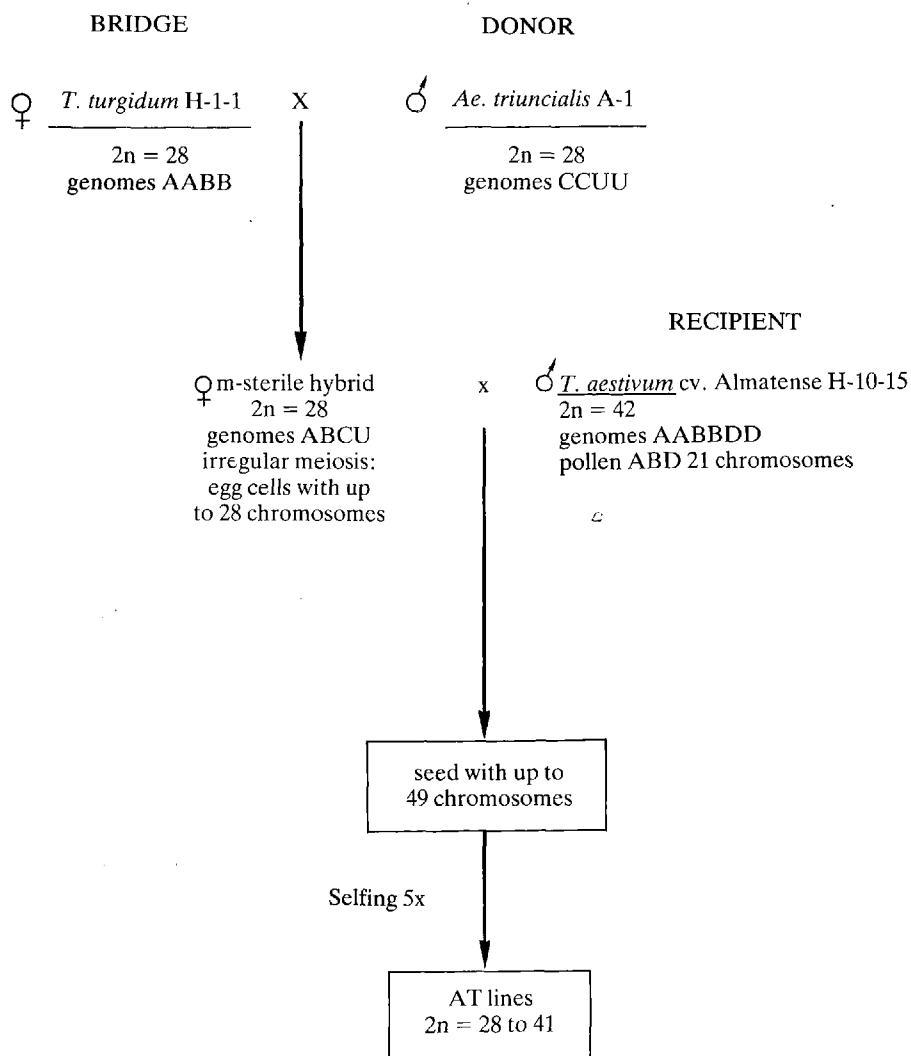 BRIDGE
DONOR
♀ T. turgidum H-1-1 X ♂ Ae. triuncialis A-1
2n = 28
genomes AABB
2n = 28
genomes CCUU
RECIPIENT
♀ m-sterile hybrid x ♂ T. aestivum cv. Almatense H-10-15
2n = 28
genomes ABCU
irregular meiosis:
egg cells with up
to 28 chromosomes
2n = 42
genomes AABBDD
pollen ABD 21 chromosomes
seed with up to
49 chromosomes
Selfing 5x
AT lines
2n = 28 to 41